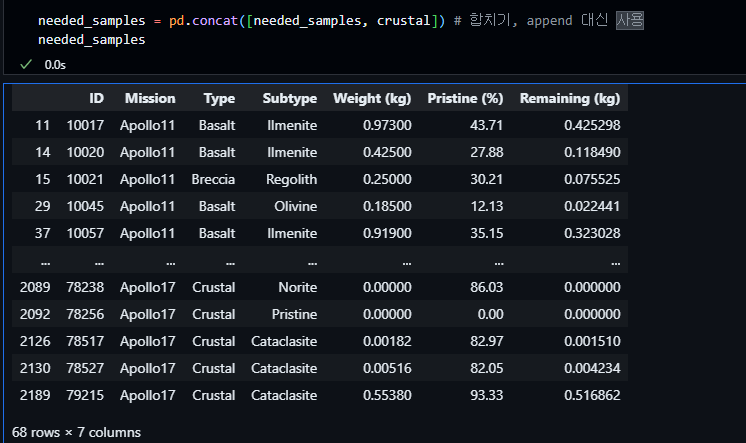 needed_samples = pd.concat([needed_samples, crustal]) # 합치기, append 대신 사용
needed_samples
0.0s
ID Mission Type Subtype Weight (kg) Pristine (%) Remaining (kg)
11 10017 Apollo11 Basalt Ilmenite 0.97300 43.71 0.425298
14 10020 Apollo11 Basalt Ilmenite 0.42500 27.88 0.118490
15 10021 Apollo11 Breccia Regolith 0.25000 30.21 0.075525
29 10045 Apollo11 Basalt Olivine 0.18500 12.13 0.022441
37 10057 Apollo11 Basalt Ilmenite 0.91900 35.15 0.323028
... ... ... ... ... ... ... ...
2089 78238 Apollo17 Crustal Norite 0.00000 86.03 0.000000
2092 78256 Apollo17 Crustal Pristine 0.00000 0.00 0.000000
2126 78517 Apollo17 Crustal Cataclasite 0.00182 82.97 0.001510
2130 78527 Apollo17 Crustal Cataclasite 0.00516 82.05 0.004234
2189 79215 Apollo17 Crustal Cataclasite 0.55380 93.33 0.516862
68 rows × 7 columns